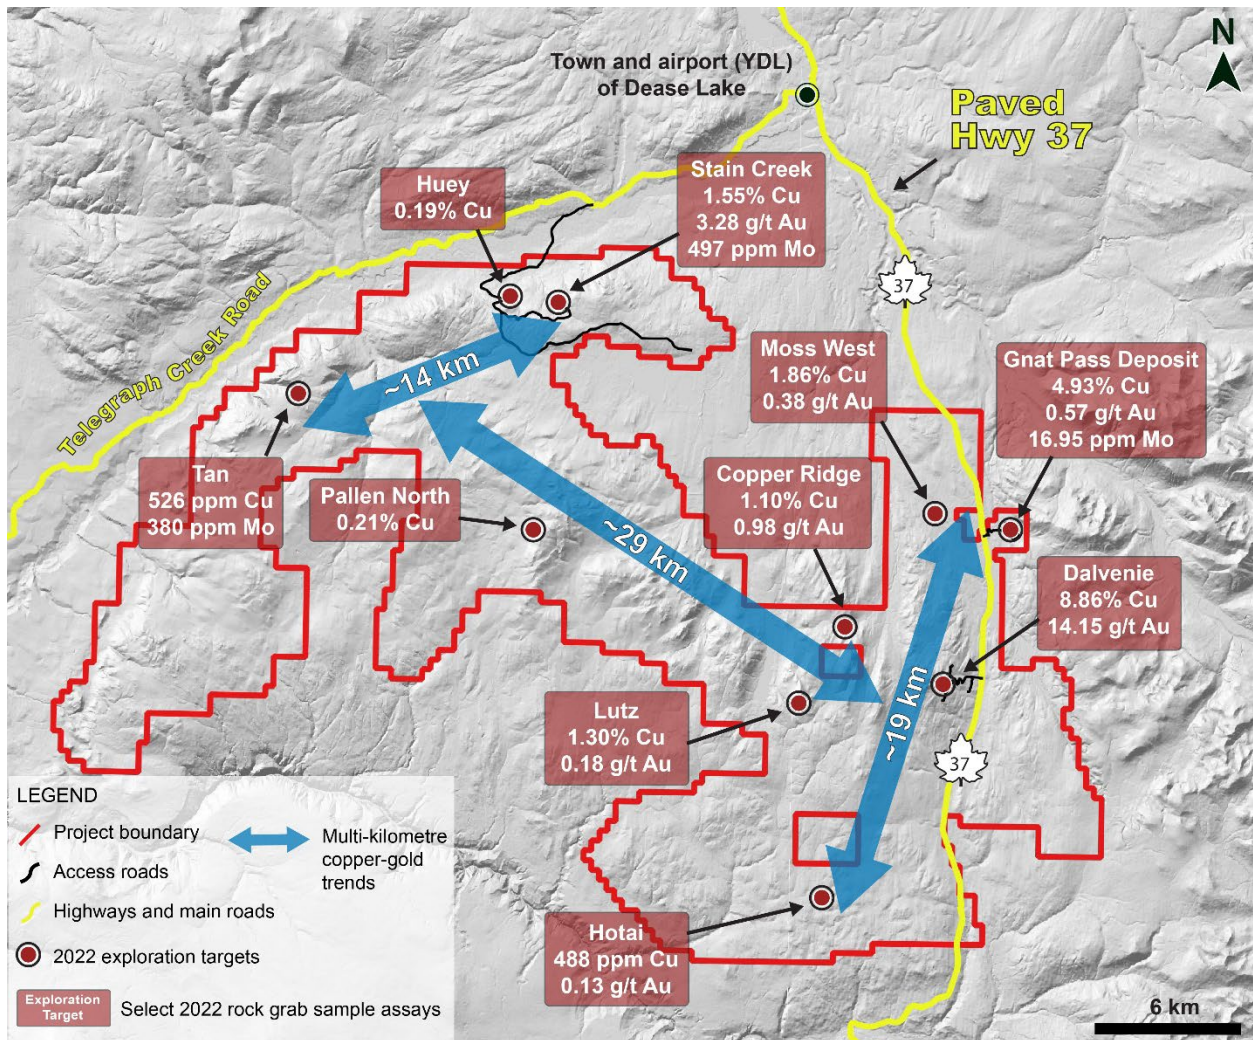 N
Town and airport (YDL)
of Dease Lake
Paved
Hwy 37
Stain Creek
1.55% Cu
3.28 g/t Au
497 ppm Mo
Huey
0.19% Cu
37
Telegraph Creek Road
~14 km
Moss West
1.86% Cu
0.38 g/t Au
Gnat Pass Deposit
4.93% Cu
0.57 g/t Au
16.95 ppm Mo
Tan
526 ppm Cu
380 ppm Mo
Pallen North
0.21% Cu
Copper Ridge
1.10% Cu
0.98 g/t Au
~29 km
Dalvenie
8.86% Cu
14.15 g/t Au
~19 km
Lutz
1.30% Cu
0.18 g/t Au
37
Hotai
488 ppm Cu
0.13 g/t Au
LEGEND
Project boundary
Access roads
Highways and main roads
2022 exploration targets
Exploration
Target
Select 2022 rock grab sample assays
Multi-kilometre
copper-gold
trends
6 km